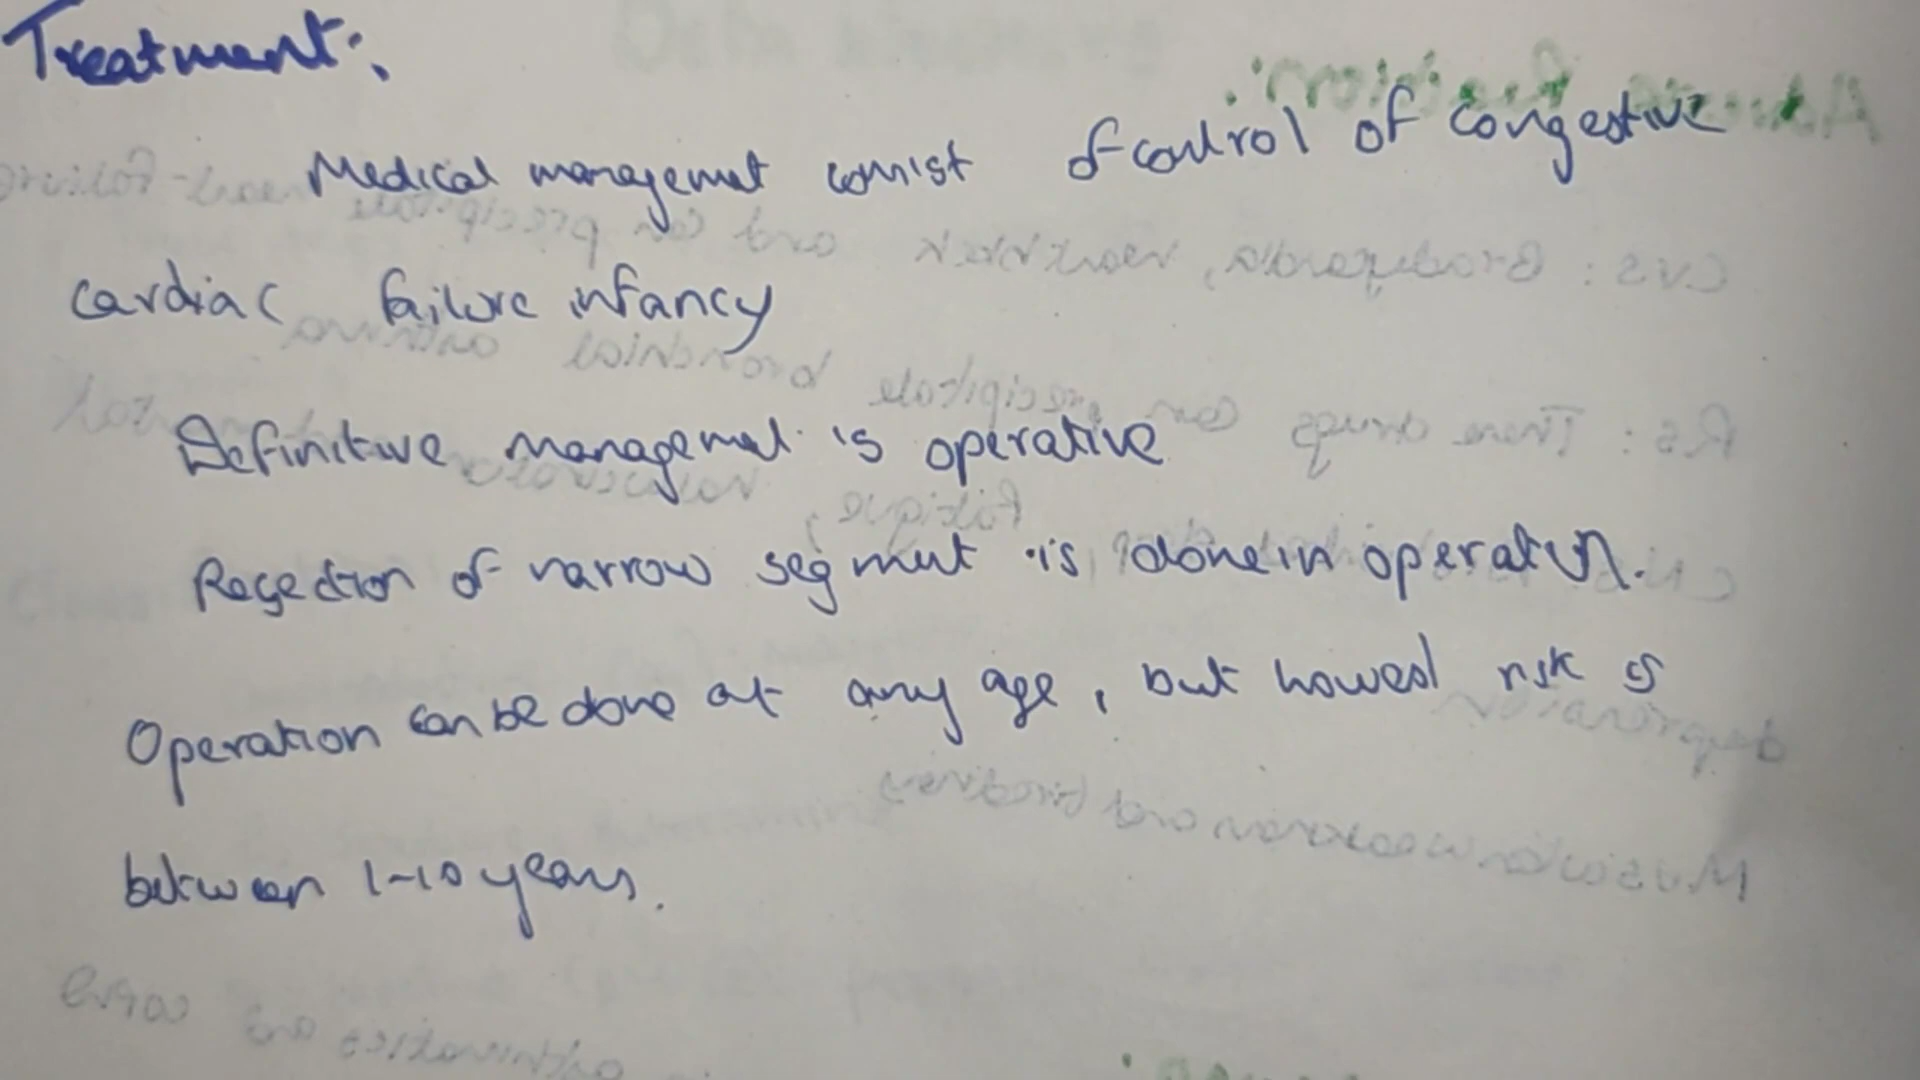 Treatment:
Medical managemet consist of control of congestive
cardiac failure infancy
Definitive management is operative
Resection of narrow segment is done in operation.
Operation can be done at any age, but lowest risk is
between 1-10 years.